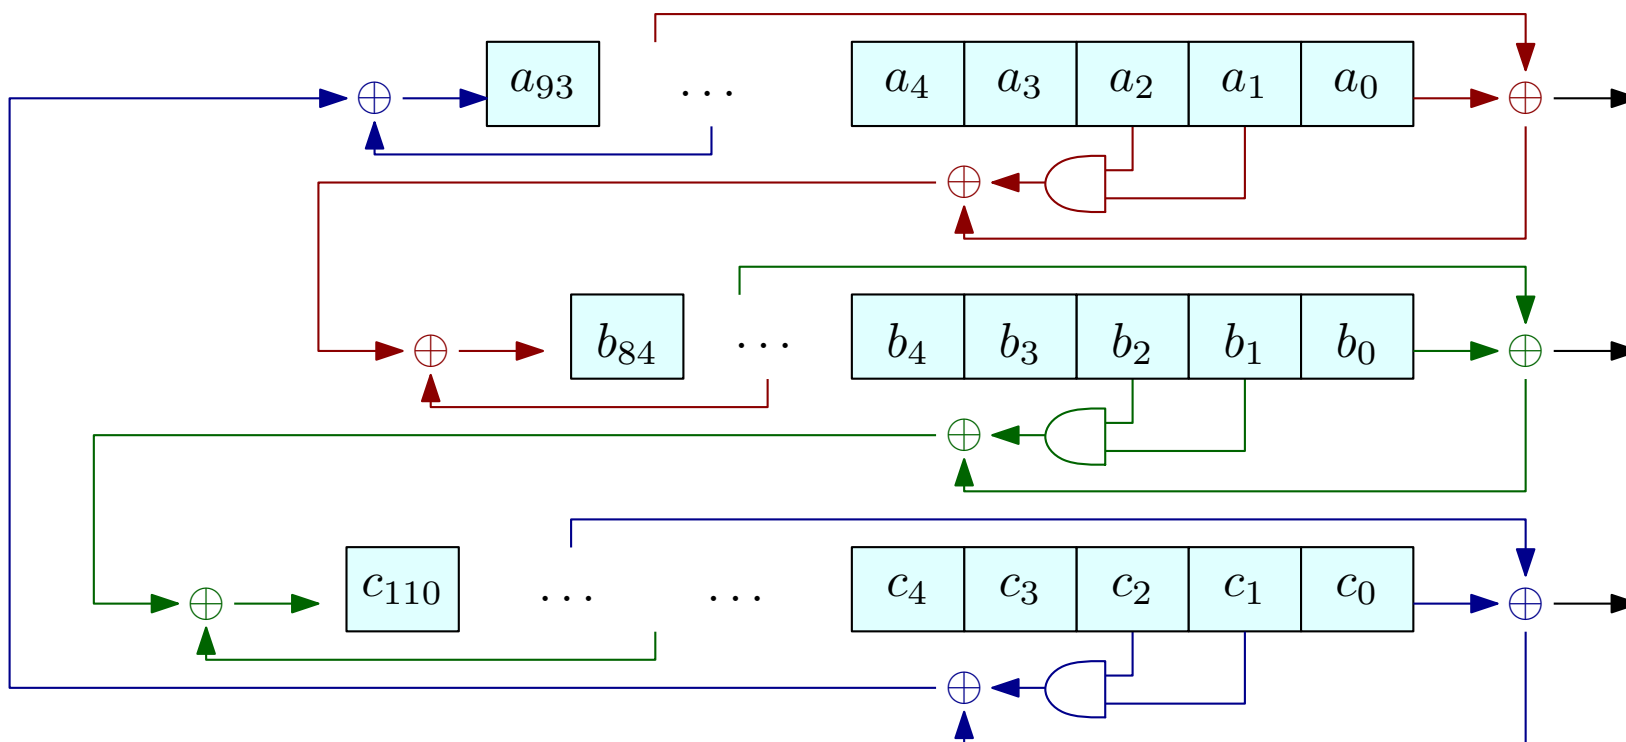 a₉₃ ... a₄ a₃ a₂ a₁ a₀
b₈₄ ... b₄ b₃ b₂ b₁ b₀
c₁₁₀ ... ... c₄ c₃ c₂ c₁ c₀